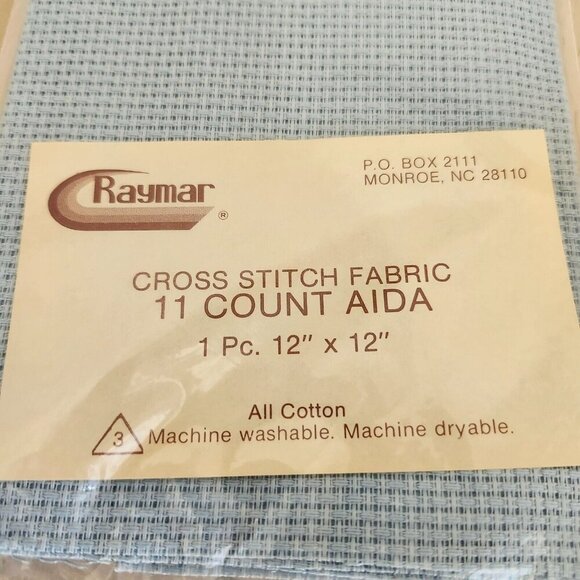 Raymar
®
P.O. BOX 2111
MONROE, NC 28110
CROSS STITCH FABRIC
11 COUNT AIDA
1 Pc. 12" x 12"
All Cotton
3 Machine washable. Machine dryable.